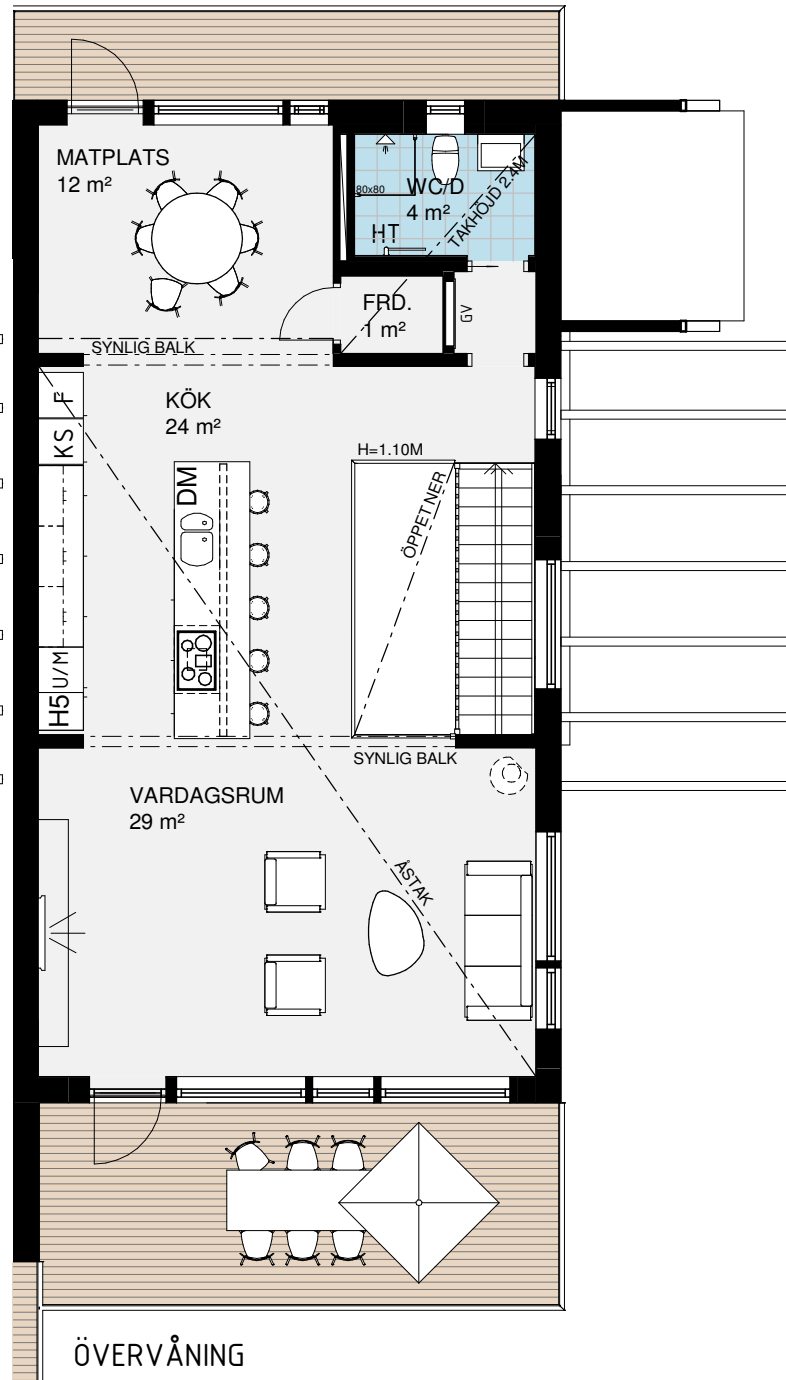 MATPLATS
12 m²
80x80
WC/D
4 m²
TAKHÖJD 2.4M
HT
FRD.
1 m²
GV
SYNLIG BALK
F
KÖK
24 m²
KS
H=1.10M
DM
ÖPPET NER
U/M
H5
SYNLIG BALK
VARDAGSRUM
29 m²
ÅSTAK
ÖVERVÅNING